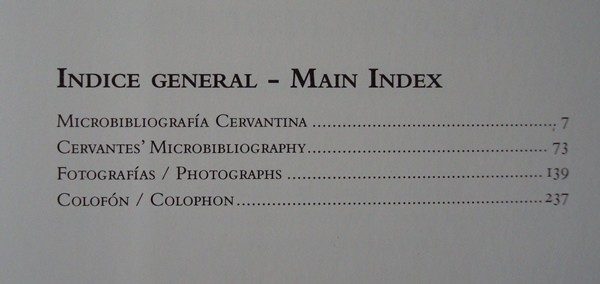 Indice general - Main Index
Microbibliografía Cervantina ........................................................ 7
Cervantes' Microbibliography....................................................... 73
Fotografías / Photographs .......................................................... 139
Colofón / Colophon..................................................................... 237